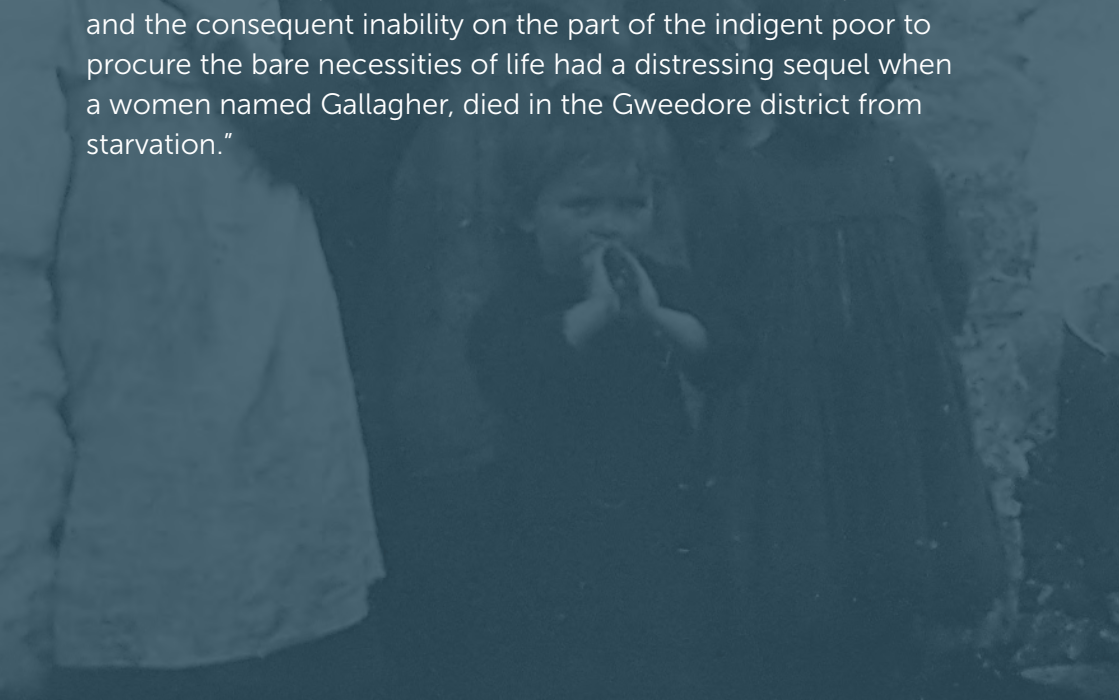 and the consequent inability on the part of the indigent poor to
procure the bare necessities of life had a distressing sequel when
a women named Gallagher, died in the Gweedore district from
starvation.”